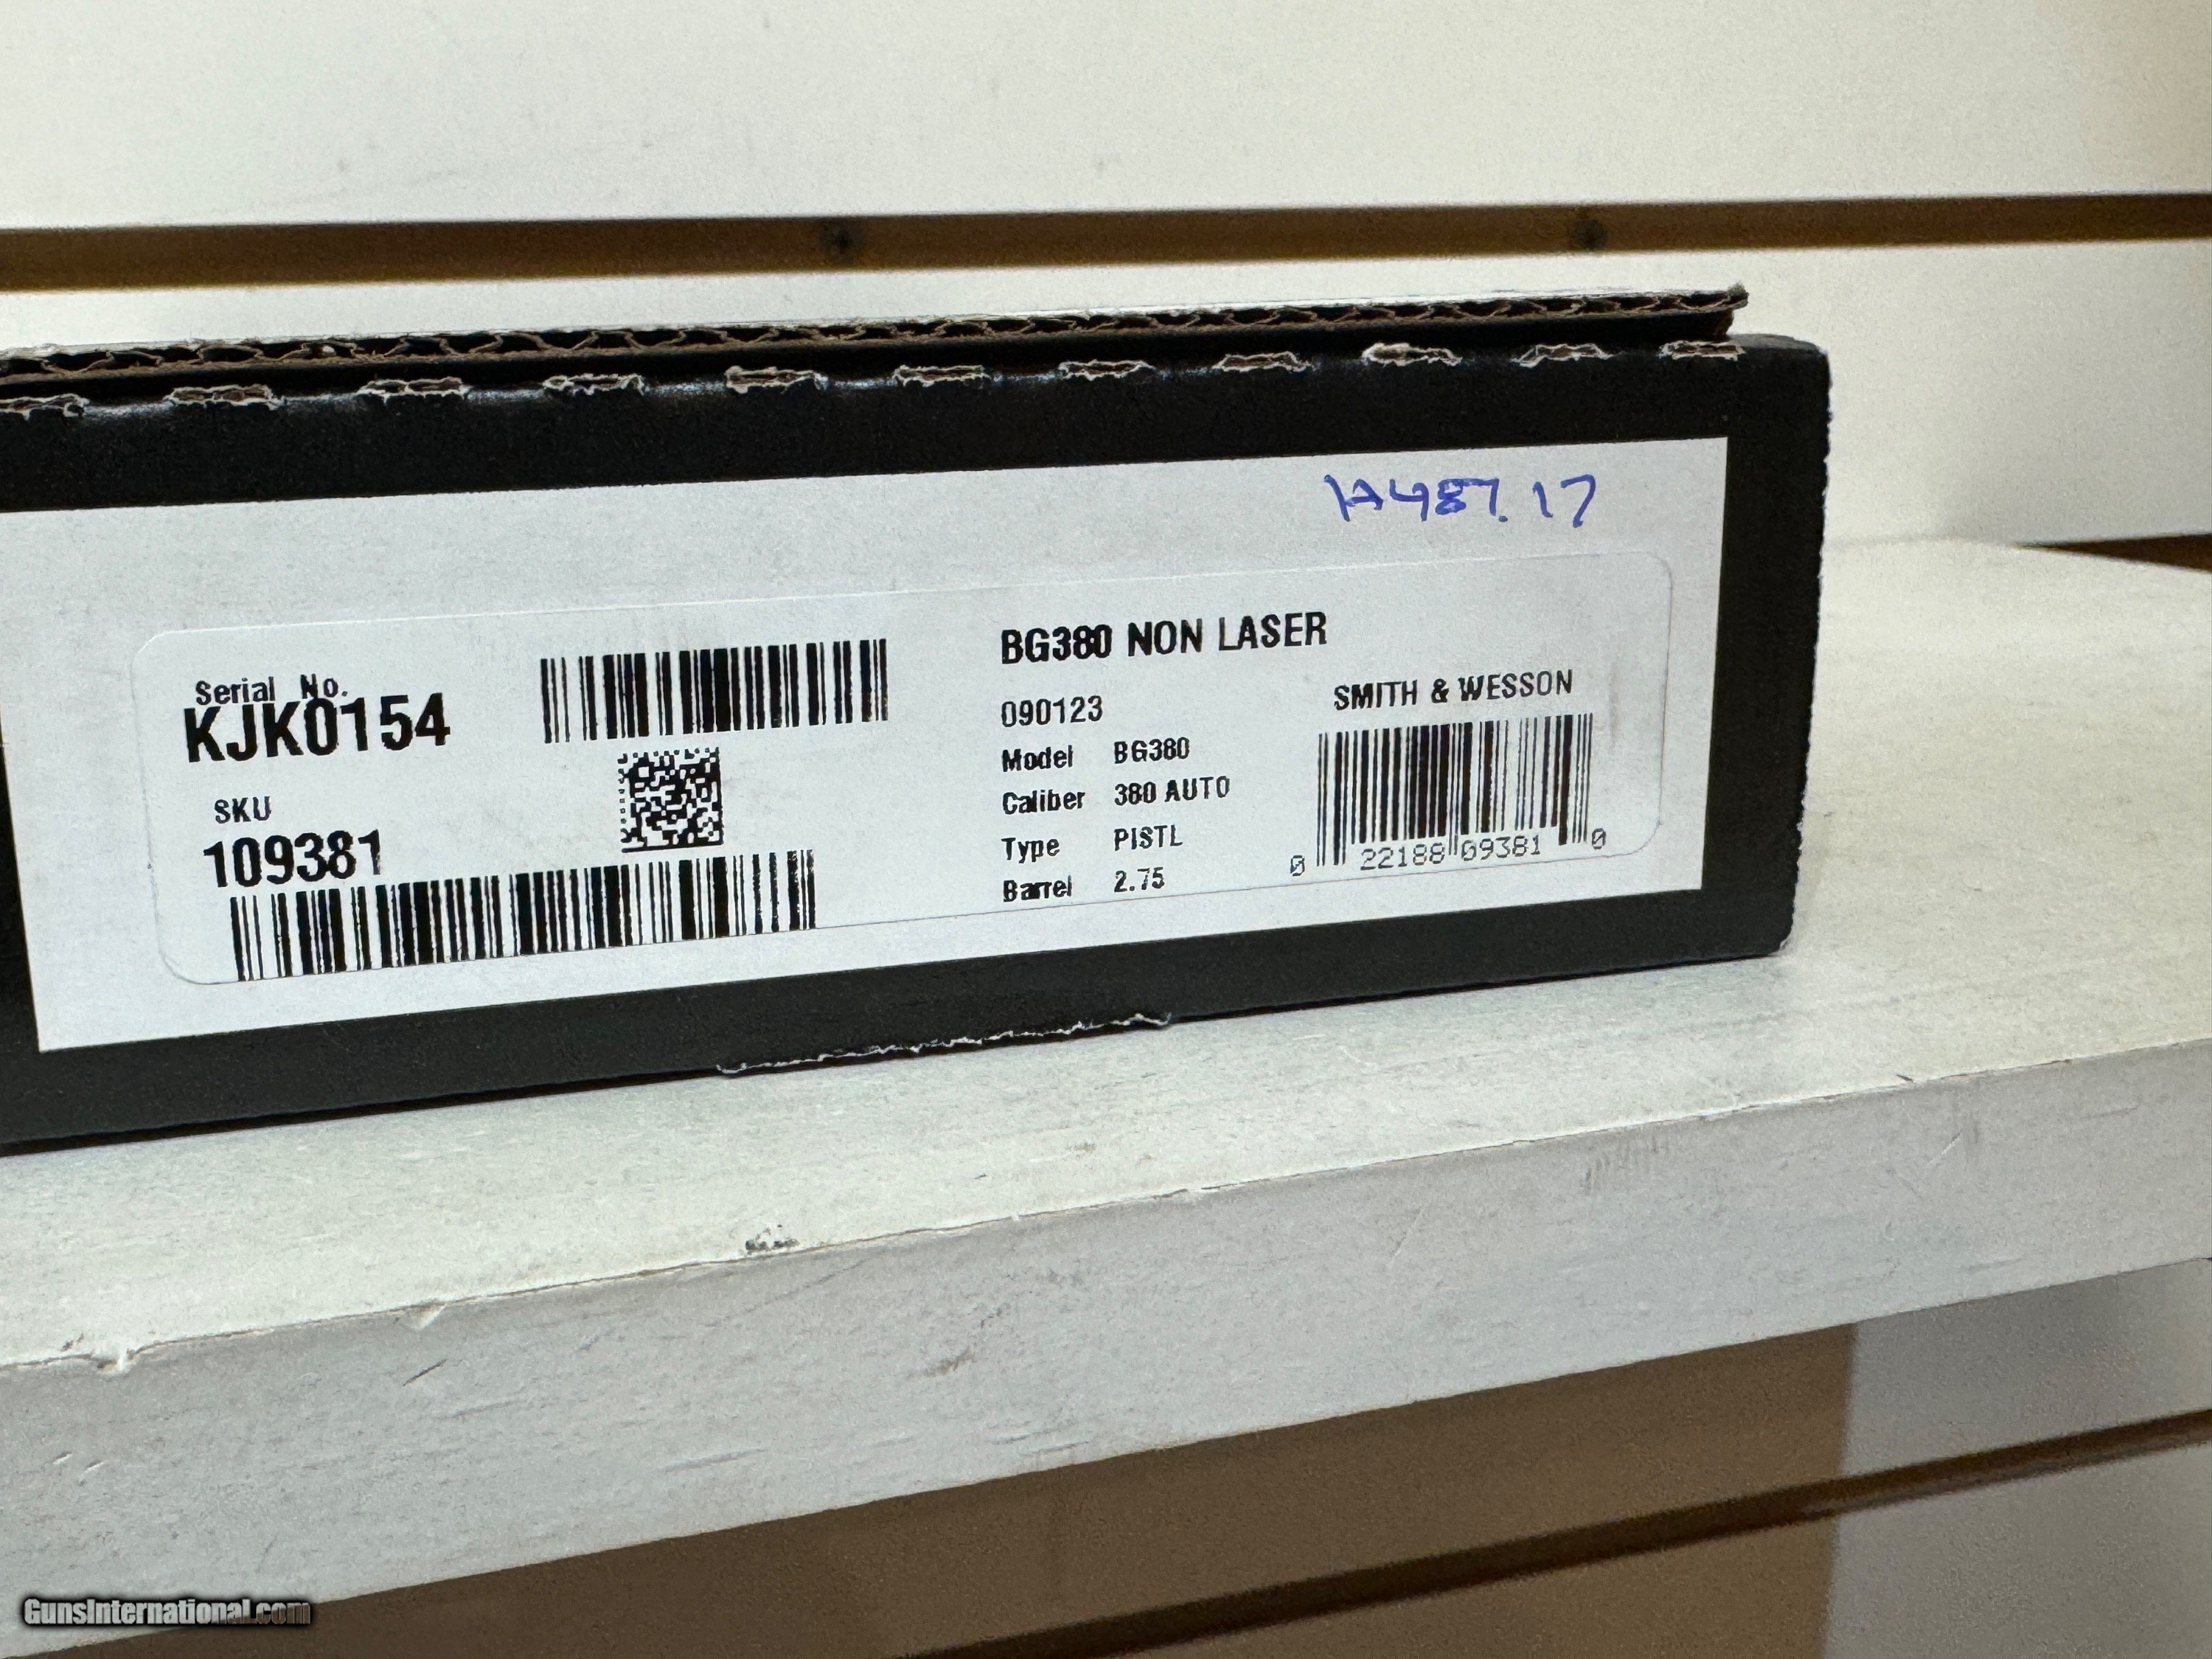 1A487.17
Serial No.
KJK0154
SKU
109381
BG380 NON LASER
090123
Model BG380
Caliber 380 AUTO
Type PISTL
Barrel 2.75
SMITH & WESSON
0 22188 09381 0
GunsInternational.com